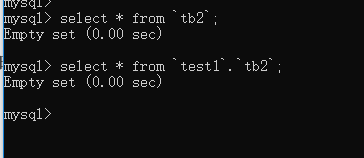 mysql>
mysql> select * from `tb2`;
Empty set (0.00 sec)
mysql> select * from `test1`.`tb2`;
Empty set (0.00 sec)
mysql>